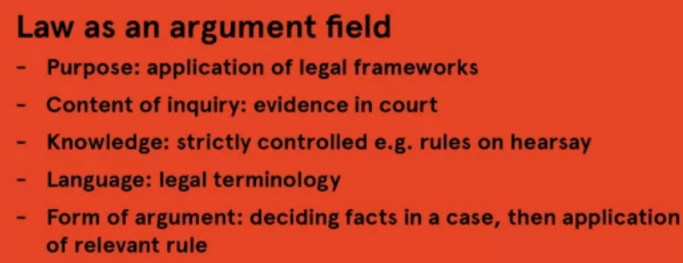 Law as an argument field
- Purpose: application of legal frameworks
- Content of inquiry: evidence in court
- Knowledge: strictly controlled e.g. rules on hearsay
- Language: legal terminology
- Form of argument: deciding facts in a case, then application
of relevant rule